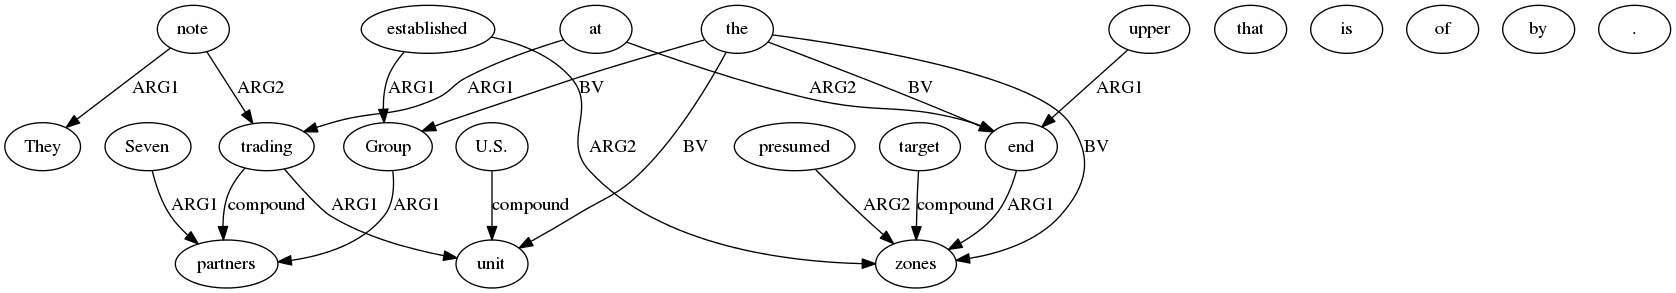 note established at the upper that is of by .
ARG1 ARG2 ARG1 ARG1 BV ARG2 BV ARG1
They Seven trading Group U.S. presumed target end
ARG2 BV BV
ARG1 compound ARG1 ARG1 compound ARG2 compound ARG1
partners unit zones